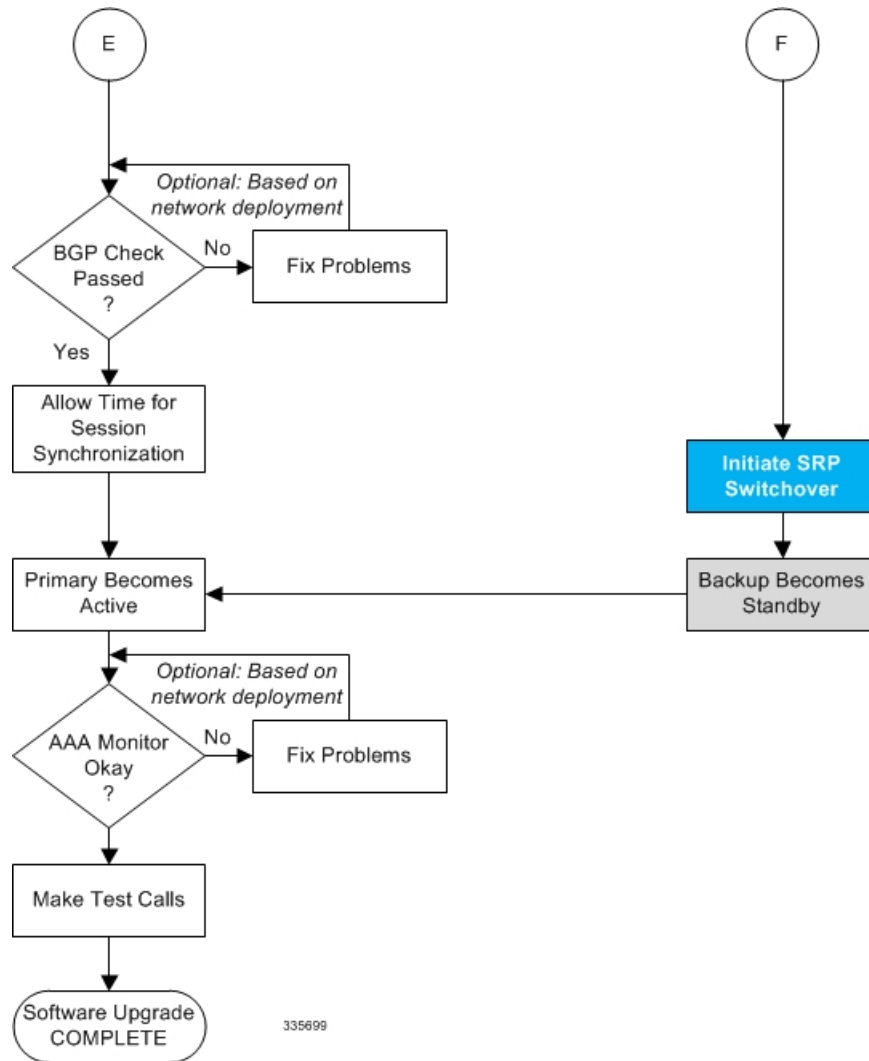 E
F
Optional: Based on
network deployment
BGP Check
Passed
?
No
Fix Problems
Yes
Allow Time for
Session
Synchronization
Initiate SRP
Switchover
Primary Becomes
Active
Backup Becomes
Standby
Optional: Based on
network deployment
AAA Monitor
Okay
?
No
Fix Problems
Make Test Calls
Software Upgrade
COMPLETE
335699